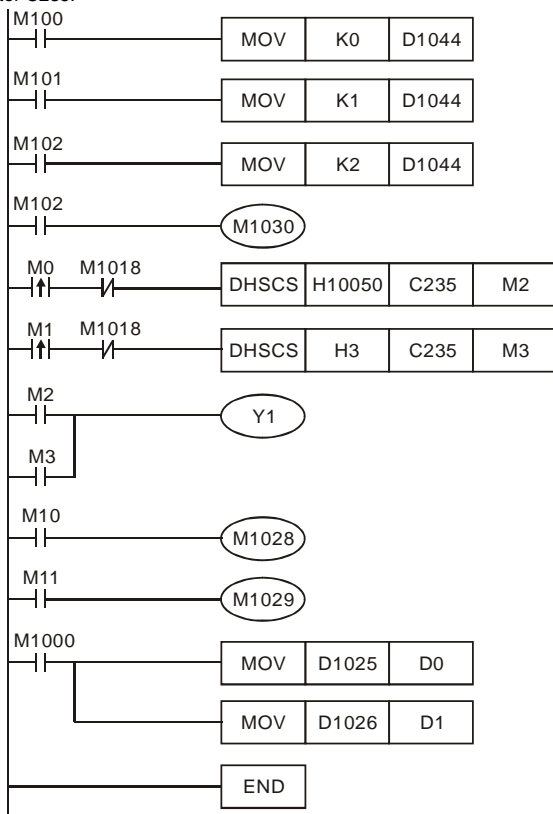 M100
MOV K0 D1044
M101
MOV K1 D1044
M102
MOV K2 D1044
M102
M1030
M0 M1018
DHSCS H10050 C235 M2
M1 M1018
DHSCS H3 C235 M3
M2
Y1
M3
M10
M1028
M11
M1029
M1000
MOV D1025 D0
MOV D1026 D1
END